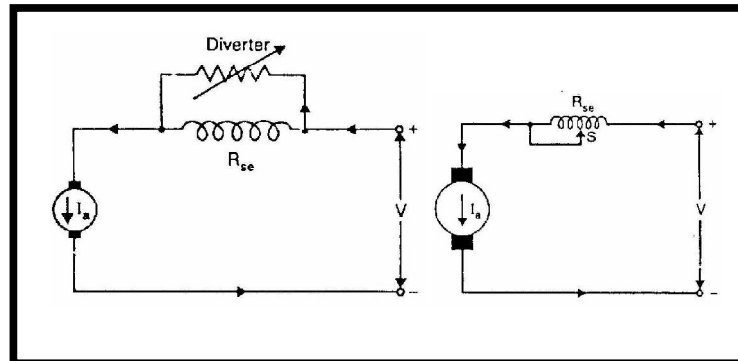 Diverter
R_se
I_a
V
+
-
R_se
S
I_a
V
+
-